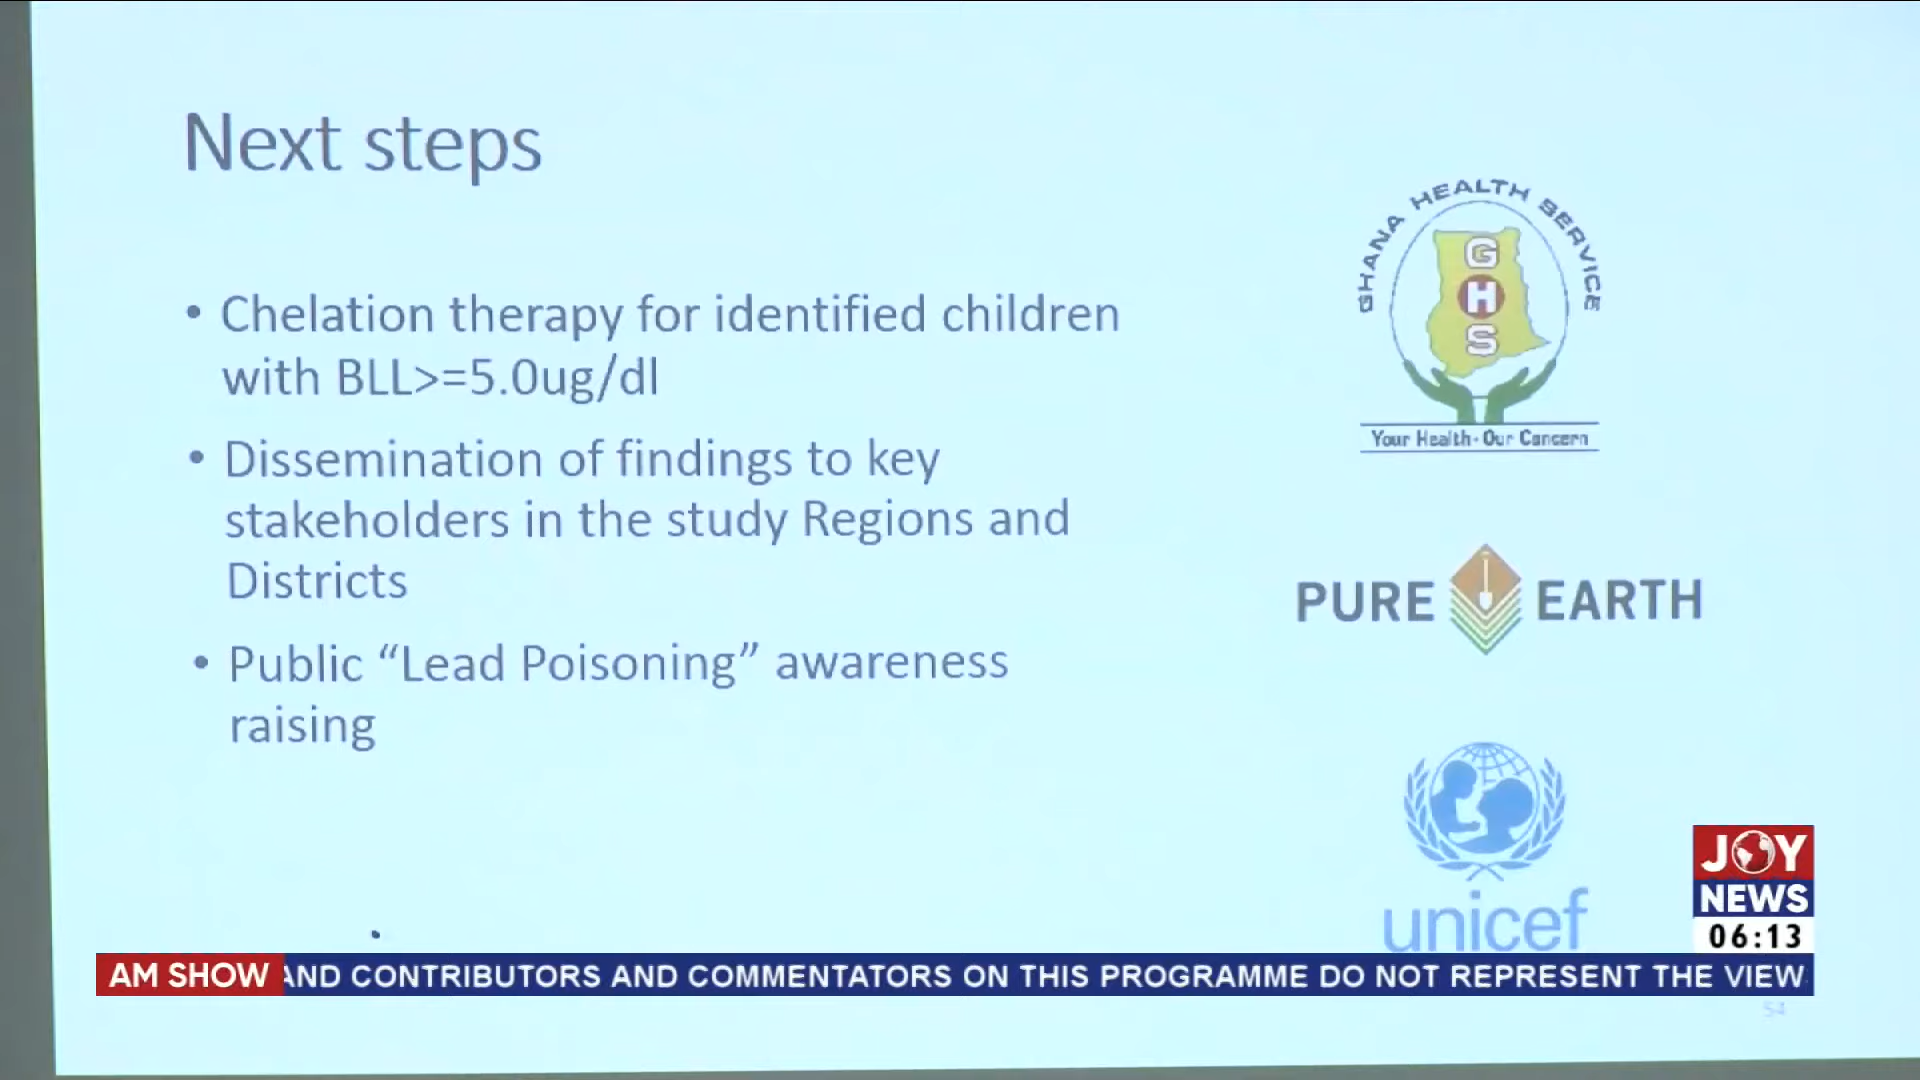 Next steps
• Chelation therapy for identified children
with BLL>=5.0ug/dl
• Dissemination of findings to key
stakeholders in the study Regions and
Districts
• Public “Lead Poisoning” awareness
raising
GHANA HEALTH SERVICE
G
H
S
Your Health - Our Concern
PURE EARTH
unicef
JOY
NEWS
06:13
AM SHOW AND CONTRIBUTORS AND COMMENTATORS ON THIS PROGRAMME DO NOT REPRESENT THE VIEW
54